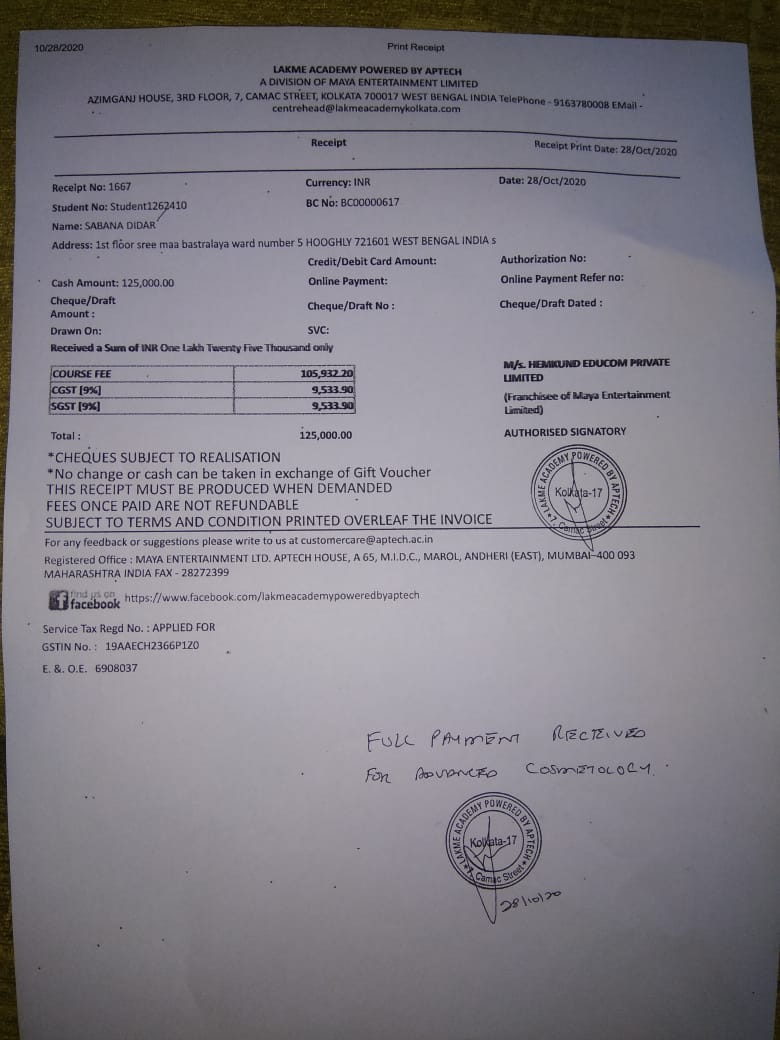 10/28/2020 Print Receipt
LAKME ACADEMY POWERED BY APTECH
A DIVISION OF MAYA ENTERTAINMENT LIMITED
AZIMGANJ HOUSE, 3RD FLOOR, 7, CAMAC STREET, KOLKATA 700017 WEST BENGAL INDIA TelePhone - 9163780008 EMail -
centrehead@lakmeacademykolkata.com
Receipt Receipt Print Date: 28/Oct/2020
Receipt No: 1667 Currency: INR Date: 28/Oct/2020
Student No: Student1262410 BC No: BC00000617
Name: SABANA DIDAR
Address: 1st floor sree maa bastralaya ward number 5 HOOGHLY 721601 WEST BENGAL INDIA s
Credit/Debit Card Amount: Authorization No:
Cash Amount: 125,000.00 Online Payment: Online Payment Refer no:
Cheque/Draft
Amount : Cheque/Draft No : Cheque/Draft Dated :
Drawn On: SVC:
Received a Sum of INR One Lakh Twenty Five Thousand only
COURSE FEE 105,932.20
CGST [9%] 9,533.90
SGST [9%] 9,533.90
M/s. HEMKUND EDUCOM PRIVATE
LIMITED
(Franchisee of Maya Entertainment
Limited)
Total : 125,000.00 AUTHORISED SIGNATORY
*CHEQUES SUBJECT TO REALISATION
*No change or cash can be taken in exchange of Gift Voucher
THIS RECEIPT MUST BE PRODUCED WHEN DEMANDED
FEES ONCE PAID ARE NOT REFUNDABLE
SUBJECT TO TERMS AND CONDITION PRINTED OVERLEAF THE INVOICE
LAKME ACADEMY POWERED BY APTECH
Kolkata-17
7, Camac Street
For any feedback or suggestions please write to us at customercare@aptech.ac.in
Registered Office : MAYA ENTERTAINMENT LTD. APTECH HOUSE, A 65, M.I.D.C., MAROL, ANDHERI (EAST), MUMBAI-400 093
MAHARASHTRA INDIA FAX - 28272399
find us on
facebook https://www.facebook.com/lakmeacademypoweredbyaptech
Service Tax Regd No. : APPLIED FOR
GSTIN No. : 19AAECH2366P1Z0
E. &. O.E. 6908037
FULL PAYMENT RECEIVED
FOR ADVANCED COSMETOLOGY.
LAKME ACADEMY POWERED BY APTECH
Kolkata-17
7, Camac Street
28/10/20